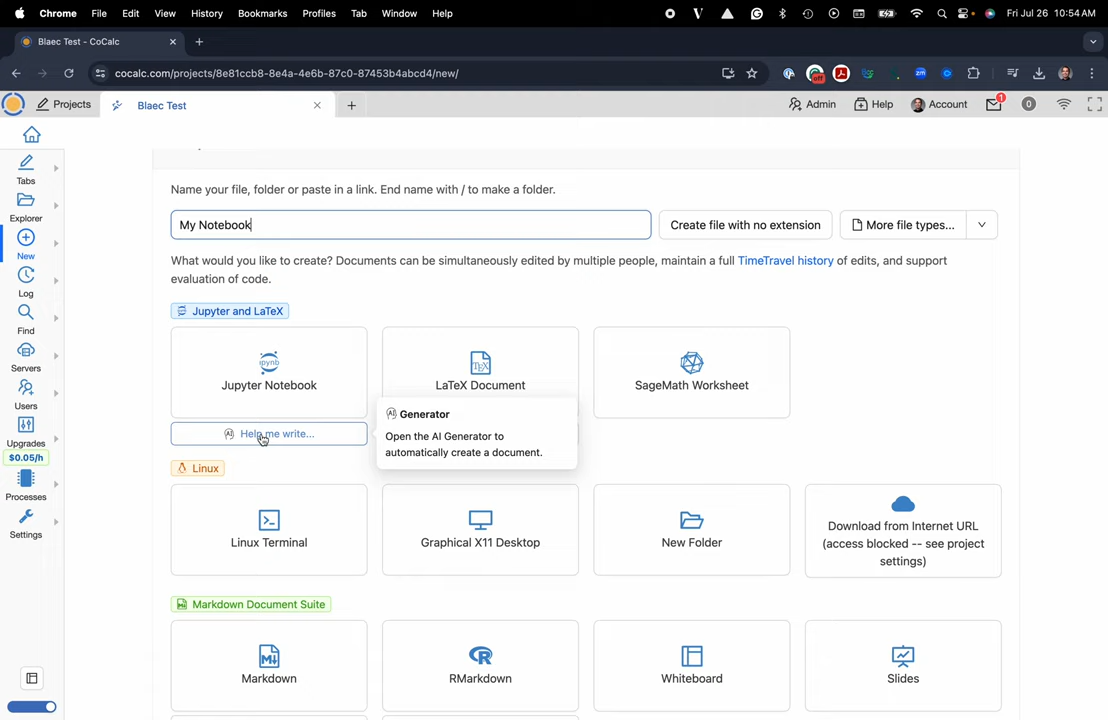 Chrome File Edit View History Bookmarks Profiles Tab Window Help Fri Jul 26 10:54 AM
Blaec Test - CoCalc
cocalc.com/projects/8e81ccb8-8e4a-4e6b-87c0-87453b4abcd4/new/
off
zm
Projects Blaec Test Admin Help Account 1 0
Tabs
Explorer
New
Log
Find
Servers
Users
Upgrades
$0.05/h
Processes
Settings
Name your file, folder or paste in a link. End name with / to make a folder.
My Notebook Create file with no extension More file types...
What would you like to create? Documents can be simultaneously edited by multiple people, maintain a full TimeTravel history of edits, and support
evaluation of code.
Jupyter and LaTeX
ipynb
Jupyter Notebook
TEX
LaTeX Document
SageMath Worksheet
AI Help me write...
AI Generator
Open the AI Generator to
automatically create a document.
Linux
Linux Terminal
Graphical X11 Desktop
New Folder
Download from Internet URL
(access blocked -- see project
settings)
Markdown Document Suite
Markdown
RMarkdown
Whiteboard
Slides